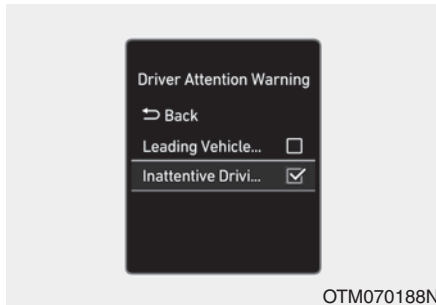 Driver Attention Warning
Back
Leading Vehicle...
Inattentive Drivi...
OTM070188N